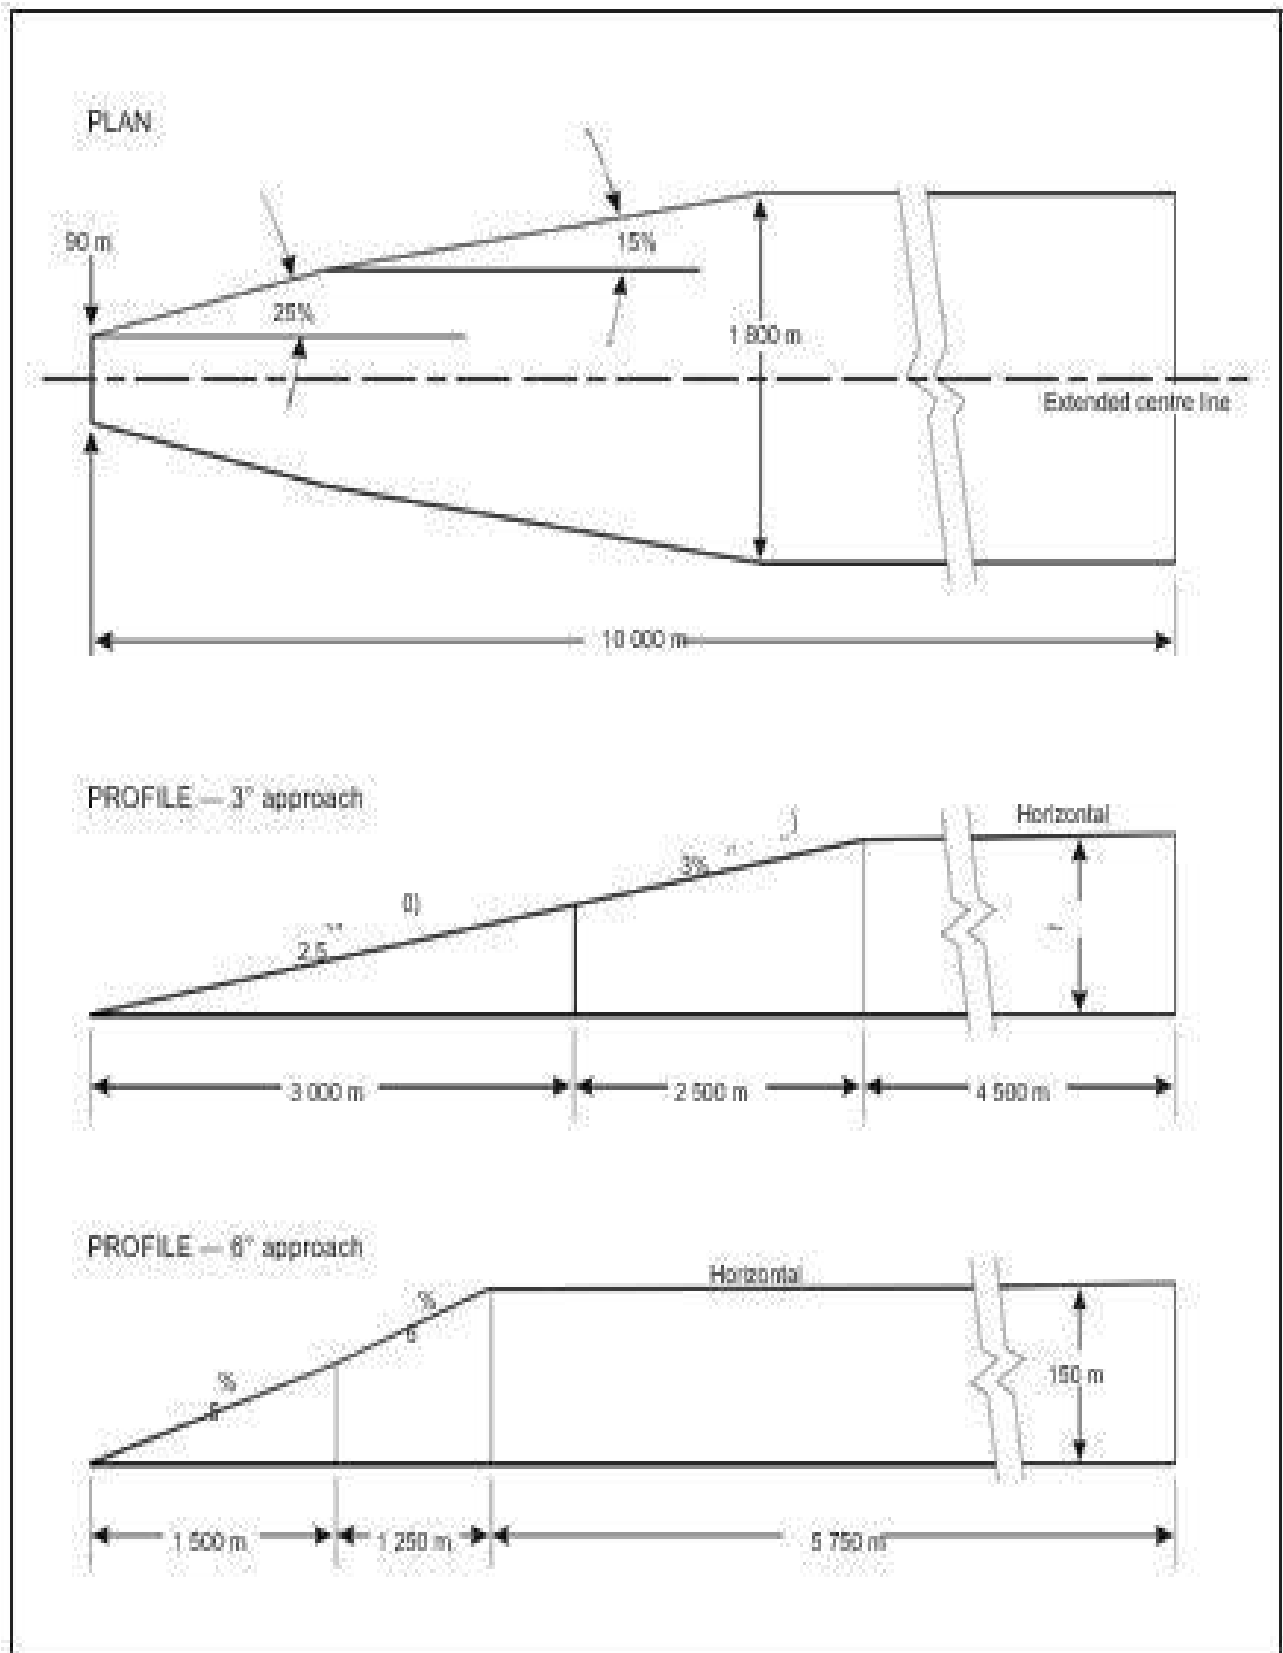 PLAN
90 m
15%
25%
1 800 m
Extended centre line
10 000 m
PROFILE — 3° approach
Horizontal
3%
2.5
3 000 m
2 500 m
4 500 m
PROFILE — 6° approach
Horizontal
%
%
150 m
1 500 m
1 250 m
5 750 m